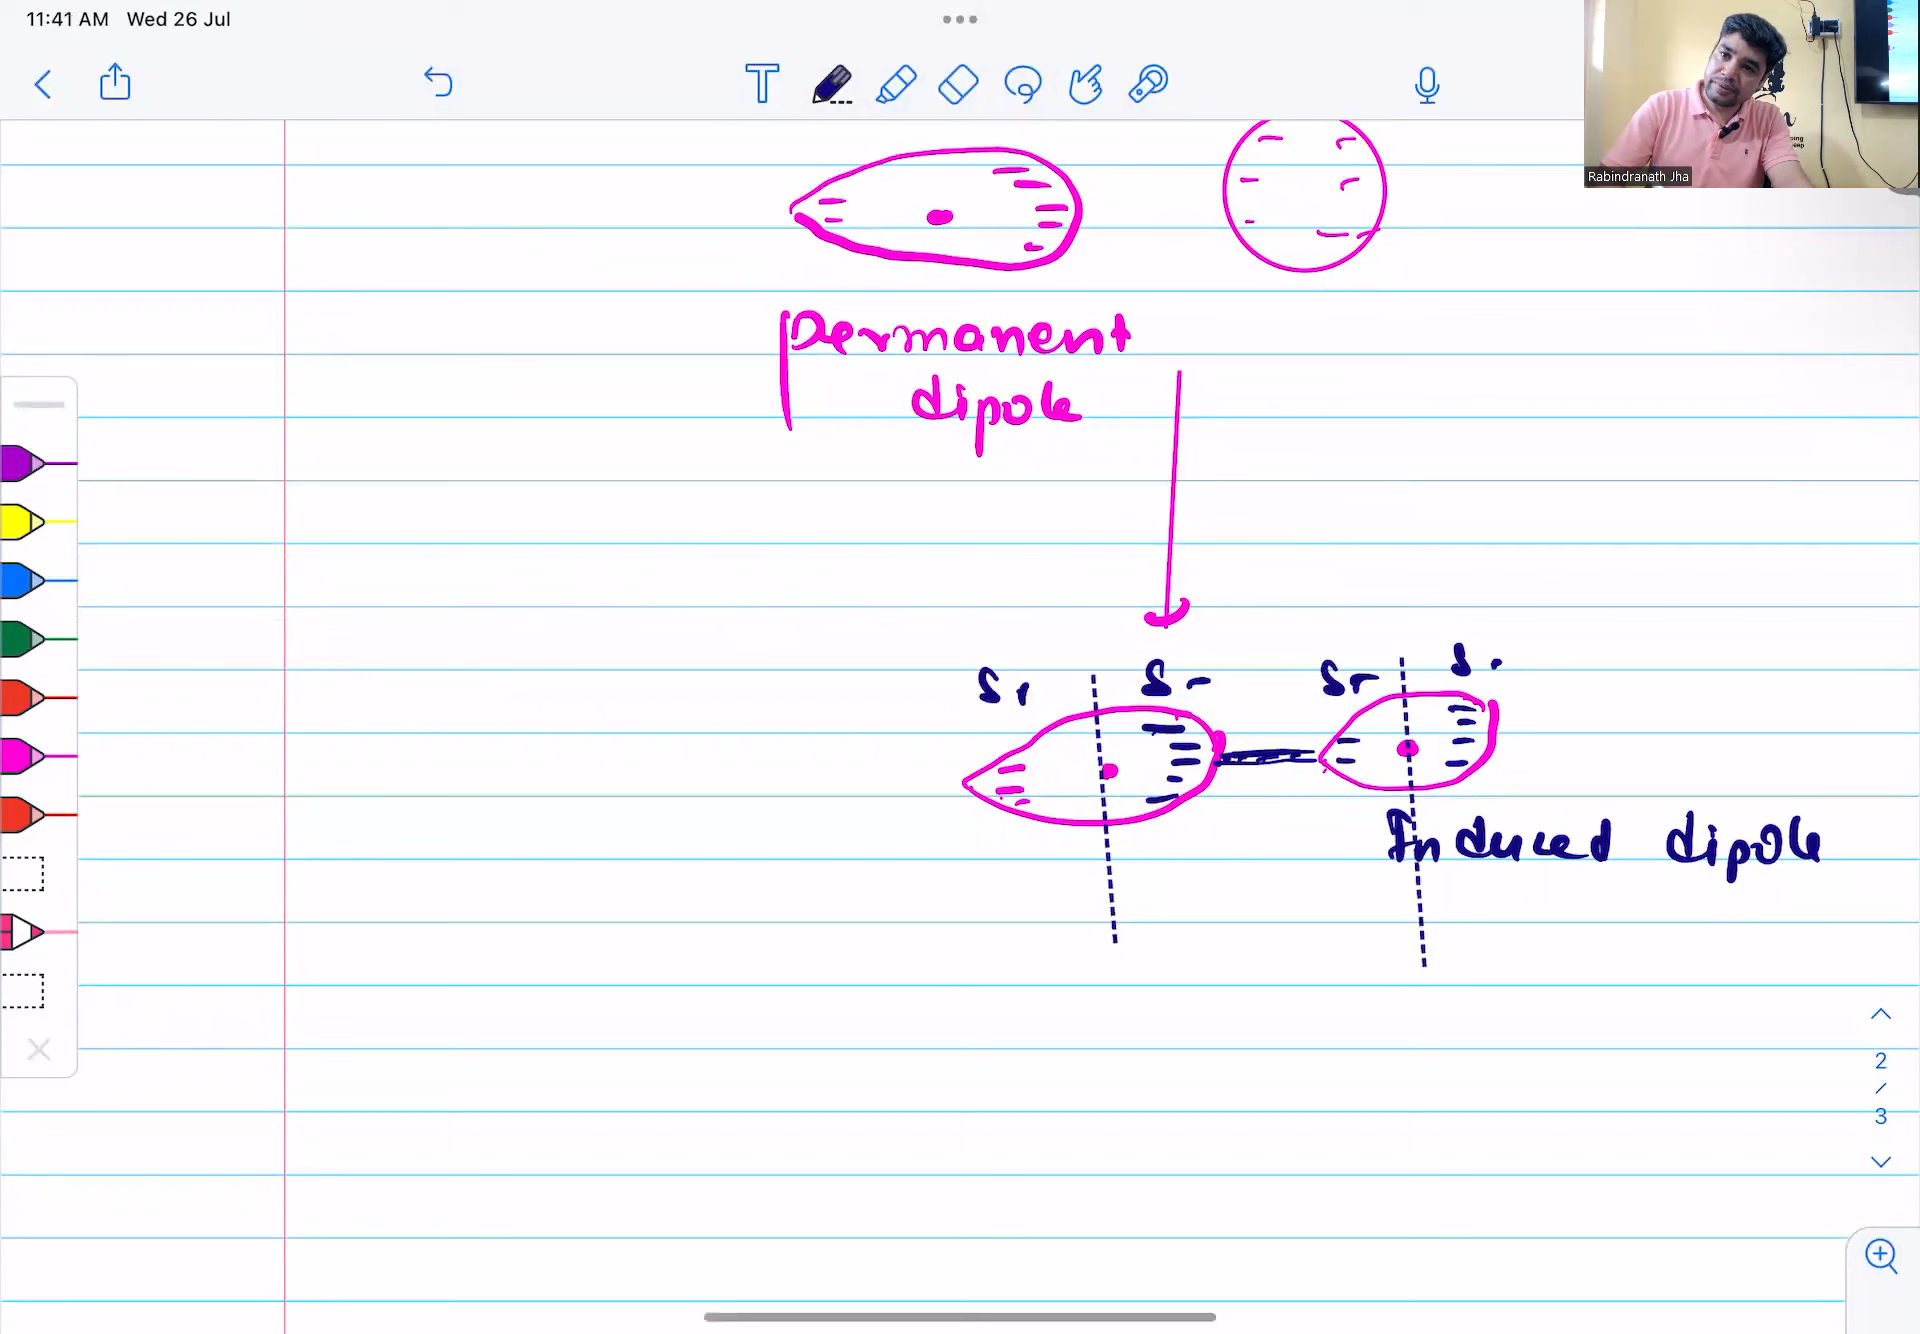 11:41 AM Wed 26 Jul
T
Rabindranath Jha
Permanent
dipole
δ+ δ- δ+ δ-
Induced dipole
2
/
3